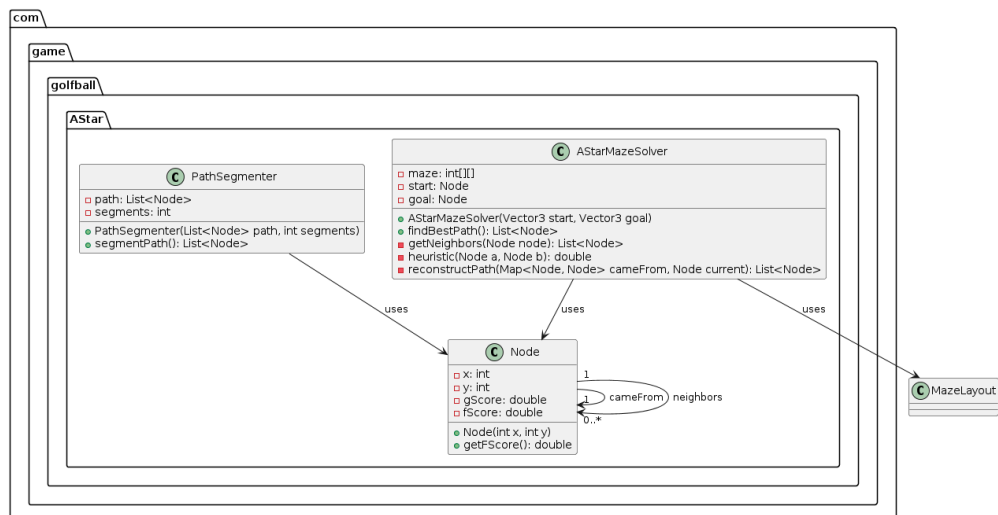 com
game
golfball
AStar
C PathSegmenter
path: List<Node>
segments: int
PathSegmenter(List<Node> path, int segments)
segmentPath(): List<Node>
C AStarMazeSolver
maze: int[][]
start: Node
goal: Node
AStarMazeSolver(Vector3 start, Vector3 goal)
findBestPath(): List<Node>
getNeighbors(Node node): List<Node>
heuristic(Node a, Node b): double
reconstructPath(Map<Node, Node> cameFrom, Node current): List<Node>
uses
uses
uses
C Node
x: int
y: int
gScore: double
fScore: double
Node(int x, int y)
getFScore(): double
1
1
cameFrom
neighbors
0..*
C MazeLayout